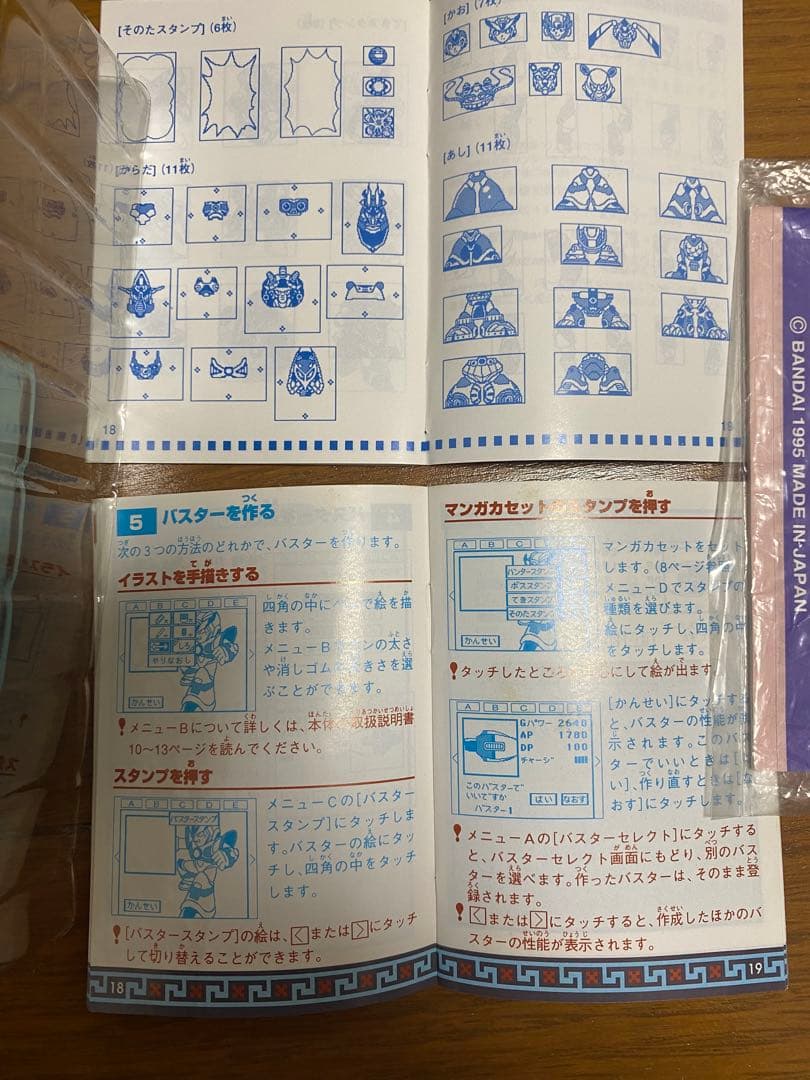 [そのたスタンプ] (6枚)
[からだ] (11枚)
18
[かお] (7枚)
[あし] (11枚)
© BANDAI 1995 MADE IN JAPAN.
5 バスターを作る
次の3つの方法のどれかで、バスターを作ります。
イラストを手描きする
A B C D E
やりなおし
かんせい
四角の中にペンで絵を描
きます。
メニューBでペンの太さ
や消しゴムの大きさを選
ぶことができます。
!メニューBについて詳しくは、本体の取扱説明書
10〜13ページを読んでください。
スタンプを押す
A B C D E
バスタースタンプ
かんせい
メニューCの[バスター
スタンプ]にタッチしま
す。バスターの絵にタッ
チし、四角の中をタッチ
します。
![バスタースタンプ]の絵は、<または>にタッチ
して切り替えることができます。
18
マンガカセットのスタンプを押す
A B C D
ハンタースタン
ボススタンプ
てきスタンプ
そのたスタンプ
かんせい
マンガカセットをセット
します。(8ページ参
メニューDでスタンプの
種類を選びます。
絵にタッチし、四角の中
!タッチしたところ
にして絵が出ます
A B C D
Gパワー 2640
AP 1780
DP 100
チャージ
このバスターで
いいですか
バスター1
はい なおす
[かんせい]にタッチす
と、バスターの性能が
示されます。このバス
ターでいいときは[は
い]、作り直すときは[な
おす]にタッチします。
!メニューAの[バスターセレクト]にタッチする
と、バスターセレクト画面にもどり、別のバス
ターを選べます。作ったバスターは、そのまま登
録されます。
!<または>にタッチすると、作成したほかのバ
スターの性能が表示されます。
19